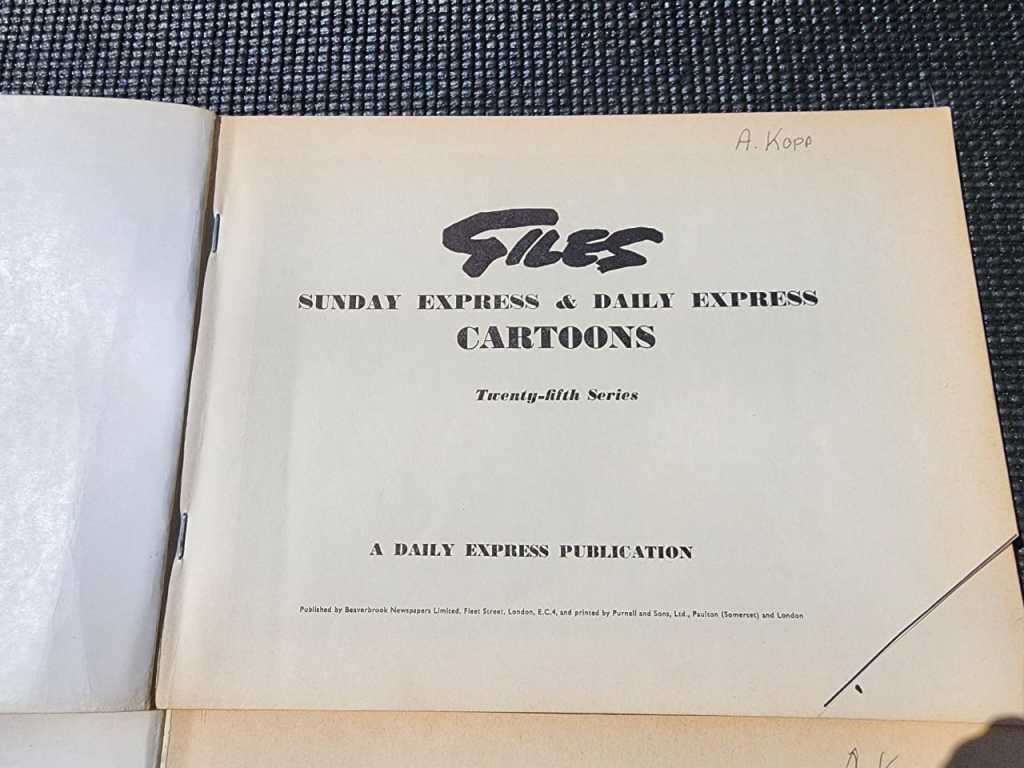 A. KOPP
GILES
SUNDAY EXPRESS & DAILY EXPRESS
CARTOONS
Twenty-fifth Series
A DAILY EXPRESS PUBLICATION
Published by Beaverbrook Newspapers Limited, Fleet Street, London, E.C.4, and printed by Purnell and Sons, Ltd., Paulton (Somerset) and London
A. K